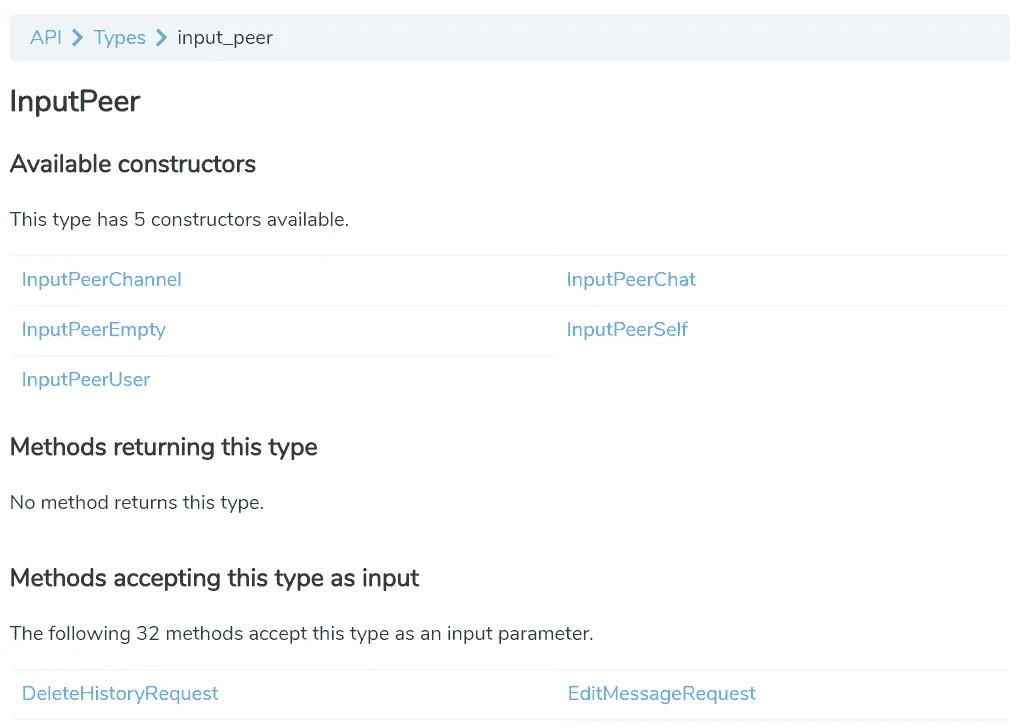 API > Types > input_peer
InputPeer
Available constructors
This type has 5 constructors available.
InputPeerChannel InputPeerChat
InputPeerEmpty InputPeerSelf
InputPeerUser
Methods returning this type
No method returns this type.
Methods accepting this type as input
The following 32 methods accept this type as an input parameter.
DeleteHistoryRequest EditMessageRequest